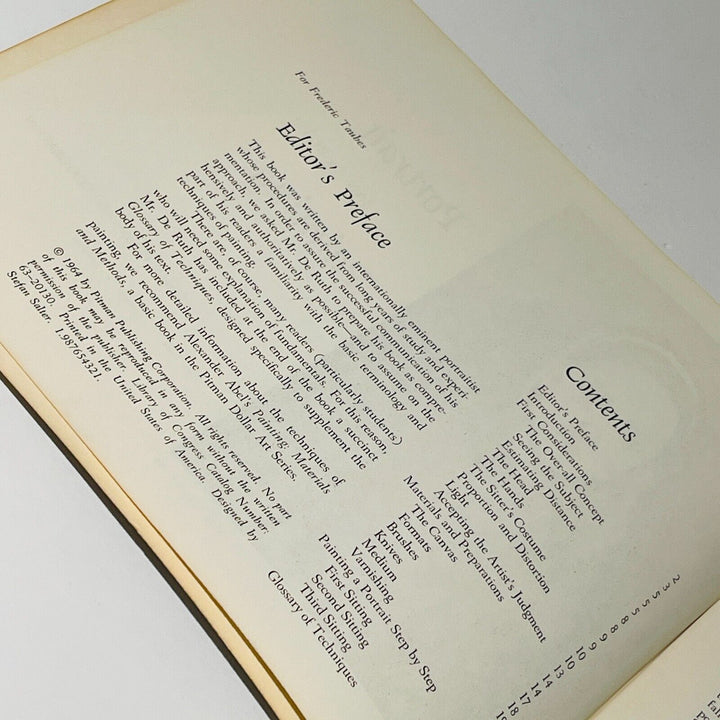 For Frederic Taubes
Editor's Preface
This book was written by an internationally eminent portraitist
whose procedures are derived from long years of study and experi-
mentation. In order to assure the successful communication of his
approach, we asked Mr. De Ruth to prepare his book as compre-
hensively and authoritatively as possible—and to assume on the
part of his readers a familiarity with the basic terminology and
techniques of painting.
There are, of course, many readers (particularly students)
who will need some explanation of fundamentals. For this reason,
Mr. De Ruth has included at the end of the book a succinct
Glossary of Techniques, designed specifically to supplement the
body of his text.
For more detailed information about the techniques of
painting, we recommend Alexander Abel's Painting, Materials
and Methods, a basic book in the Pitman Dollar Art Series.
© 1964 by Pitman Publishing Corporation. All rights reserved. No part
of this book may be reproduced in any form without the written
permission of the publisher. Library of Congress Catalog Number:
63-20130. Printed in the United States of America. Designed by
Stefan Salter. 1.987654321.
Contents
Editor's Preface 2
Introduction 3
First Considerations 5
The Over-all Concept 5
Seeing the Subject 5
Estimating Distance 8
The Head 8
The Hands 9
The Sitter's Costume 9
Proportion and Distortion 10
Light 10
Accepting the Artist's Judgment 13
Materials and Preparations 14
The Canvas 14
Formats 17
Brushes 18
Knives
Medium
Varnishing
Painting a Portrait Step by Step
First Sitting
Second Sitting
Third Sitting
Glossary of Techniques